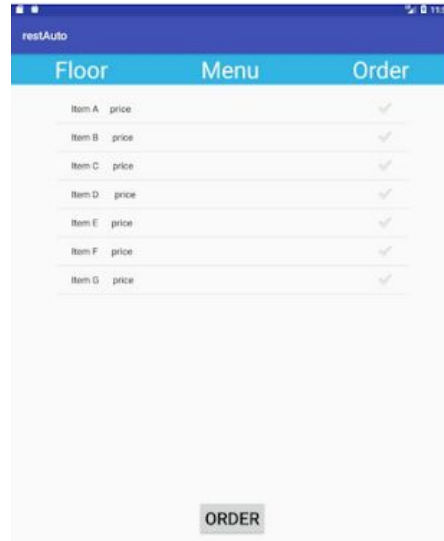 restAuto
Floor Menu Order
Item A price
Item B price
Item C price
Item D price
Item E price
Item F price
Item G price
ORDER